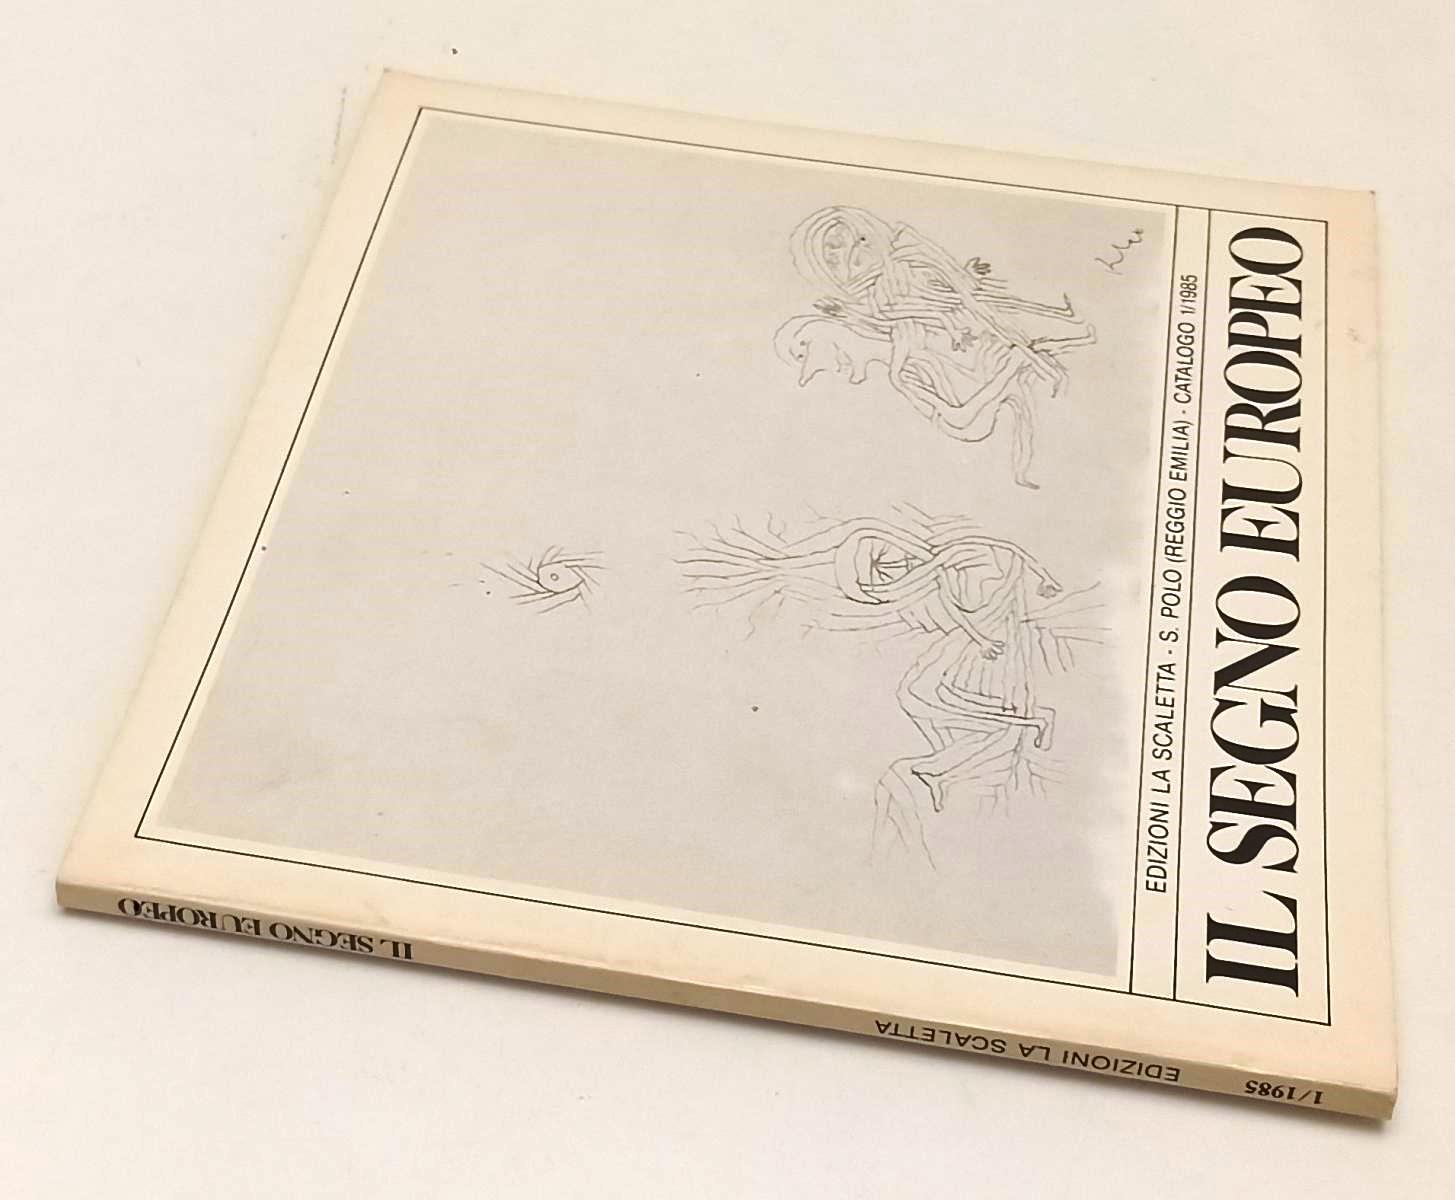 EDIZIONI LA SCALETTA - S. POLO (REGGIO EMILIA) - CATALOGO 1/1985
IL SEGNO EUROPEO
1/1985 EDIZIONI LA SCALETTA IL SEGNO EUROPEO